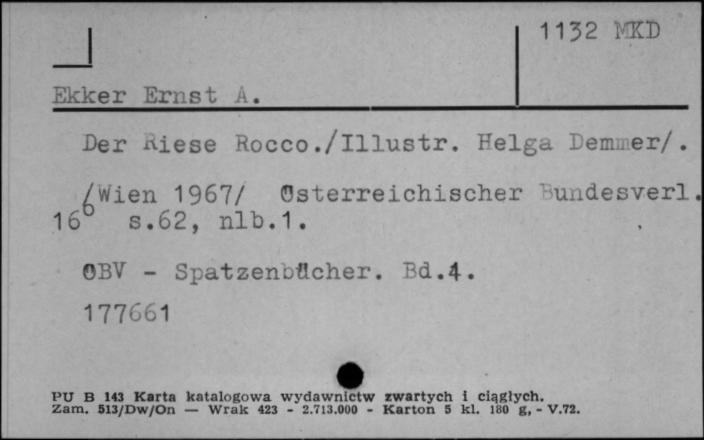 1132 MKD
Ekker Ernst A.
Der Riese Rocco./Illustr. Helga Demmer/.
/Wien 1967/ Österreichischer Bundesverl.
16° s.62, nlb.1.
ÖBV - Spatzenbücher. Bd.4.
177661
PU B 143 Karta katalogowa wydawnictw zwartych i ciągłych.
Zam. 513/Dw/On — Wrak 423 - 2.713.000 - Karton 5 kl. 180 g, - V.72.